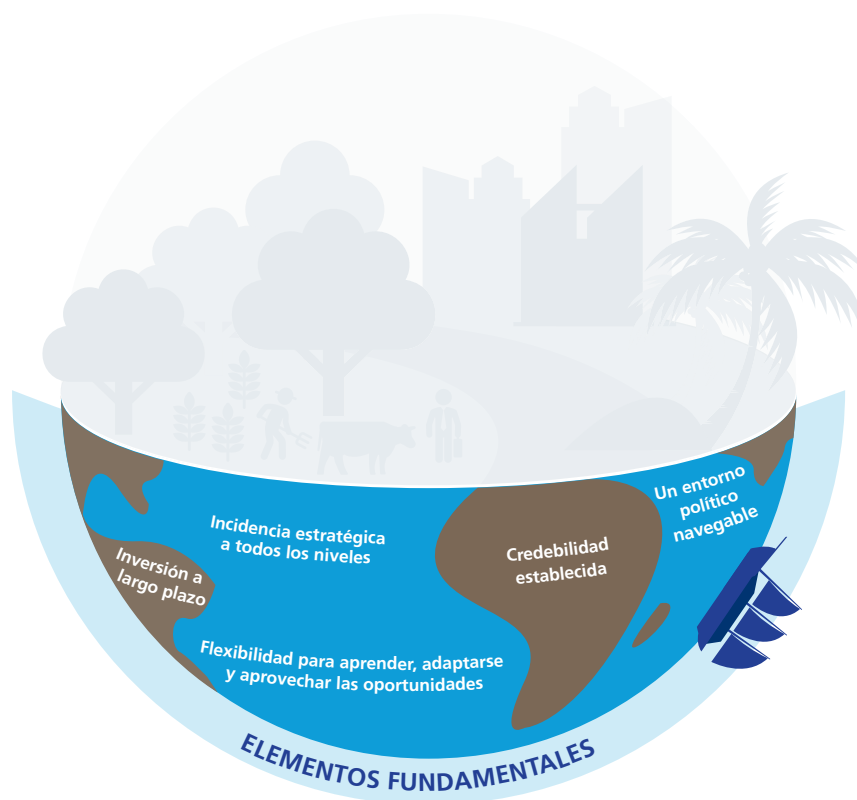 Incidencia estratégica
a todos los niveles
Un entorno
político
navegable
Inversión a
largo plazo
Credebilidad
establecida
Flexibilidad para aprender, adaptarse
y aprovechar las oportunidades
ELEMENTOS FUNDAMENTALES